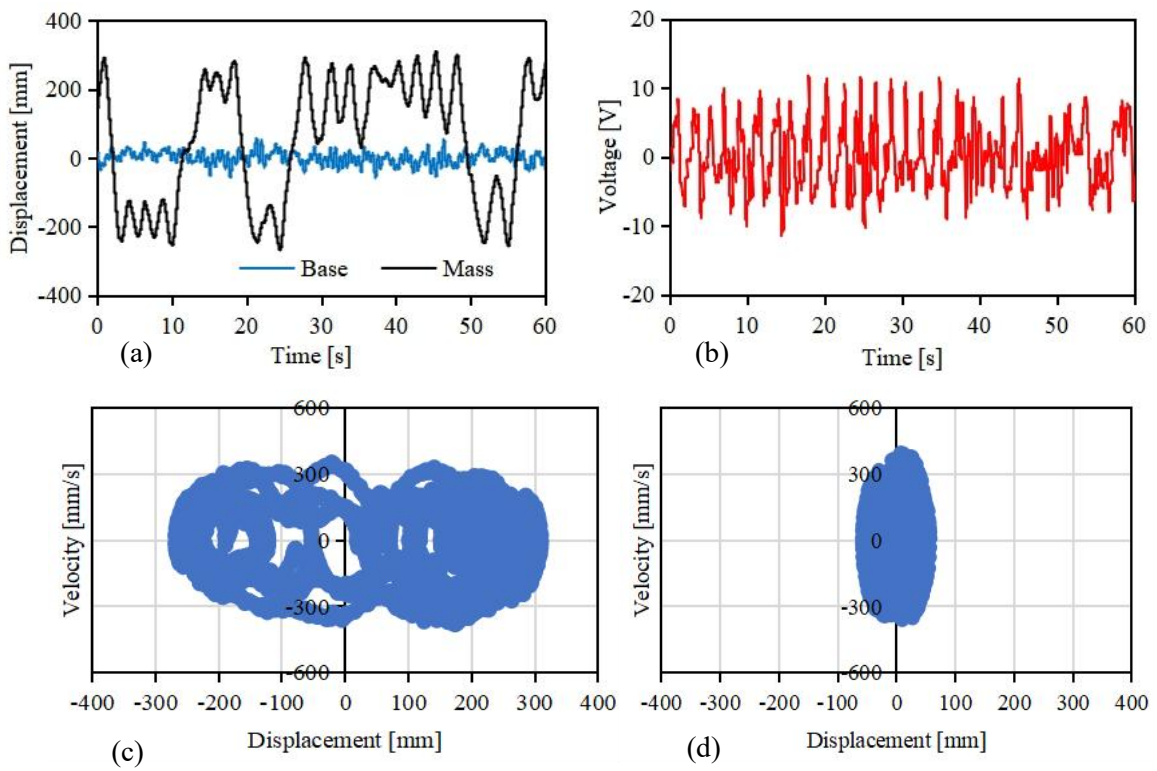 400
200
0
-200
-400
Displacement [mm]
Base
Mass
0 10 20 30 40 50 60
Time [s]
(a)
20
10
0
-10
-20
Voltage [V]
0 10 20 30 40 50 60
Time [s]
(b)
600
300
0
-300
-600
Velocity [mm/s]
-400 -300 -200 -100 0 100 200 300 400
Displacement [mm]
(c)
600
300
0
-300
-600
Velocity [mm/s]
-400 -300 -200 -100 0 100 200 300 400
Displacement [mm]
(d)